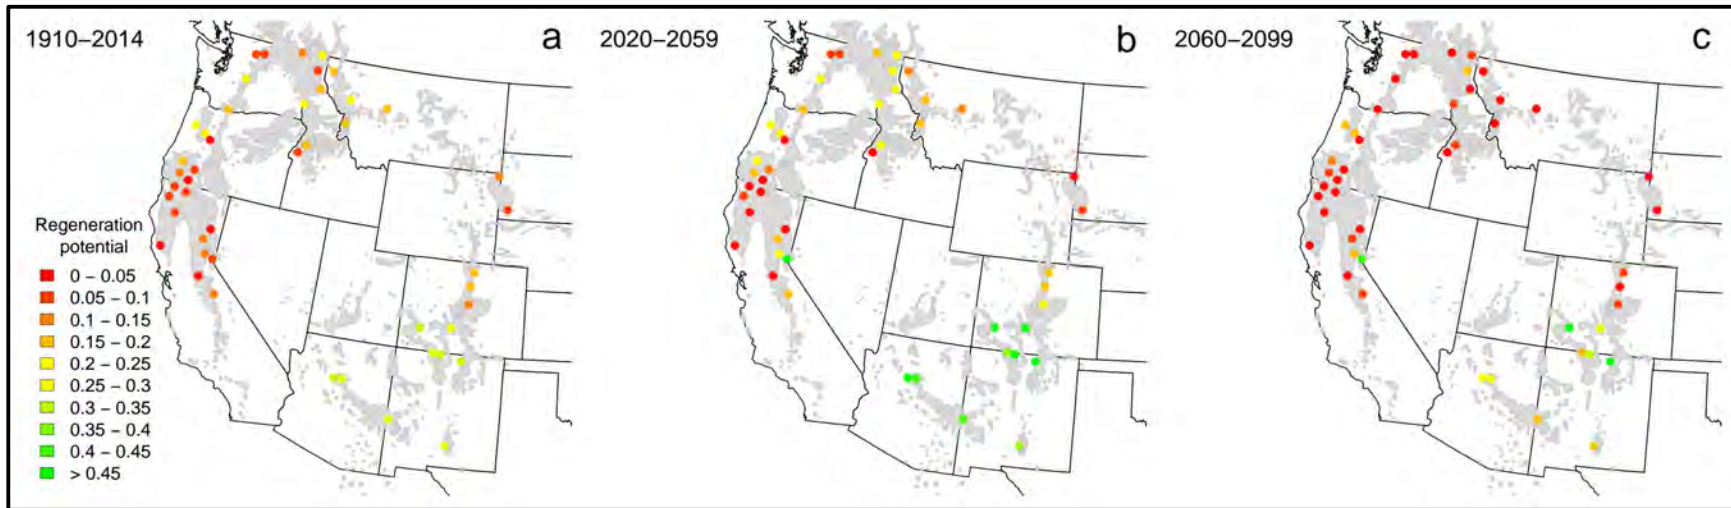 1910–2014
a
2020–2059
b
2060–2099
c
Regeneration
potential
0 – 0.05
0.05 – 0.1
0.1 – 0.15
0.15 – 0.2
0.2 – 0.25
0.25 – 0.3
0.3 – 0.35
0.35 – 0.4
0.4 – 0.45
> 0.45